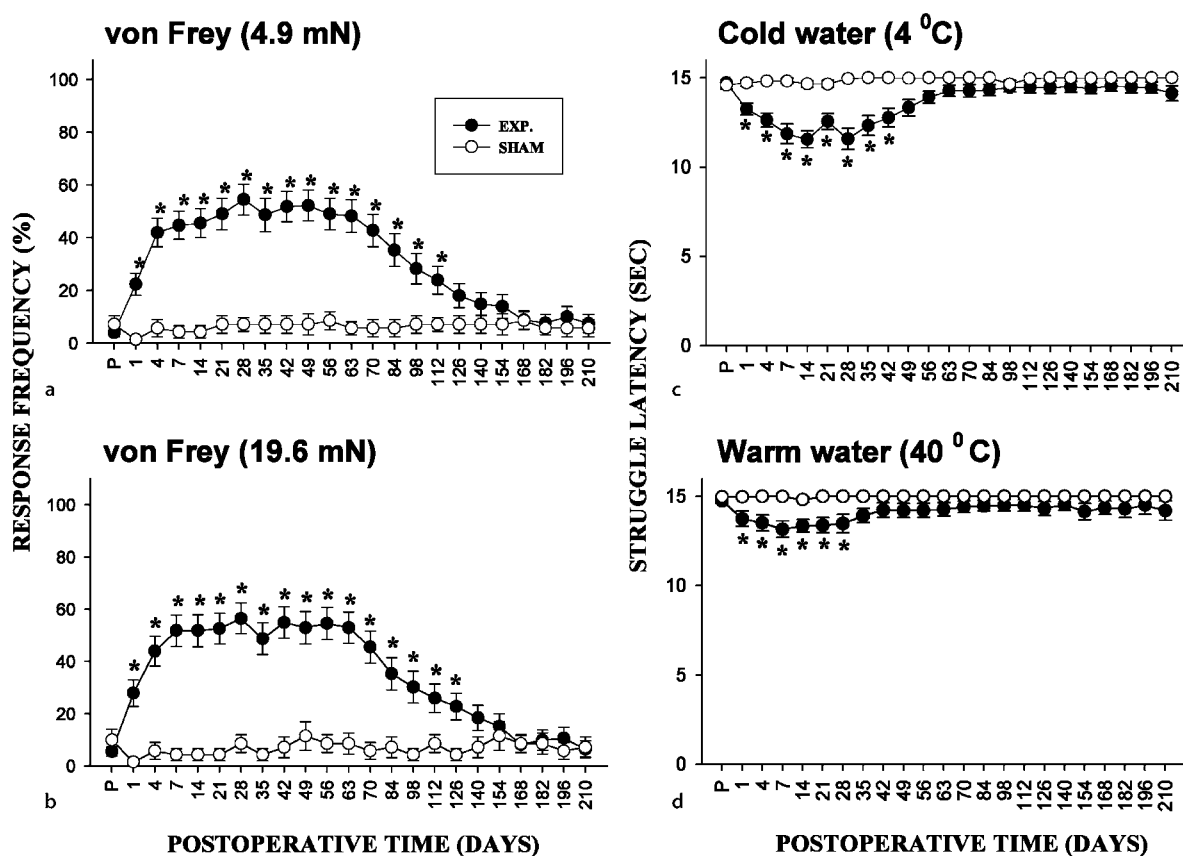 von Frey (4.9 mN)
RESPONSE FREQUENCY (%)
100
80
60
40
20
0
EXP.
SHAM
P 1 4 7 14 21 28 35 42 49 56 63 70 84 98 112 126 140 154 168 182 196 210
a
von Frey (19.6 mN)
100
80
60
40
20
0
P 1 4 7 14 21 28 35 42 49 56 63 70 84 98 112 126 140 154 168 182 196 210
b
POSTOPERATIVE TIME (DAYS)
Cold water (4 ⁰C)
STRUGGLE LATENCY (SEC)
15
10
5
0
* * * * * * * *
P 1 4 7 14 21 28 35 42 49 56 63 70 84 98 112 126 140 154 168 182 196 210
c
Warm water (40 ⁰ C)
15
10
5
0
* * * * * *
P 1 4 7 14 21 28 35 42 49 56 63 70 84 98 112 126 140 154 168 182 196 210
d
POSTOPERATIVE TIME (DAYS)